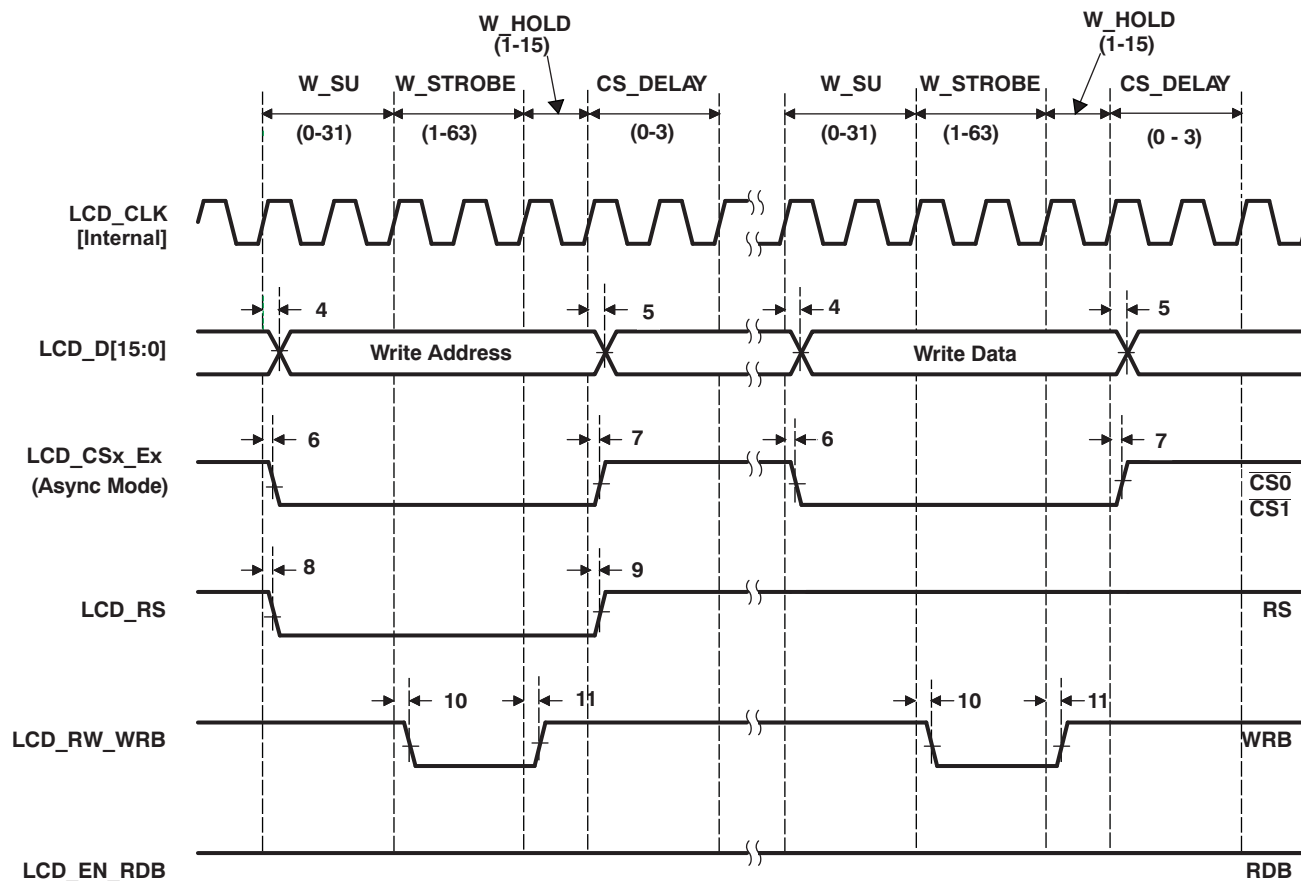 W_HOLD
(1-15)
W_HOLD
(1-15)
W_SU W_STROBE CS_DELAY W_SU W_STROBE CS_DELAY
(0-31) (1-63) (0-3) (0-31) (1-63) (0 - 3)
LCD_CLK
[Internal]
4 5 4 5
LCD_D[15:0] Write Address Write Data
6 7 6 7
LCD_CSx_Ex
(Async Mode)
CS0
CS1
8 9
LCD_RS RS
10 11 10 11
LCD_RW_WRB WRB
LCD_EN_RDB RDB